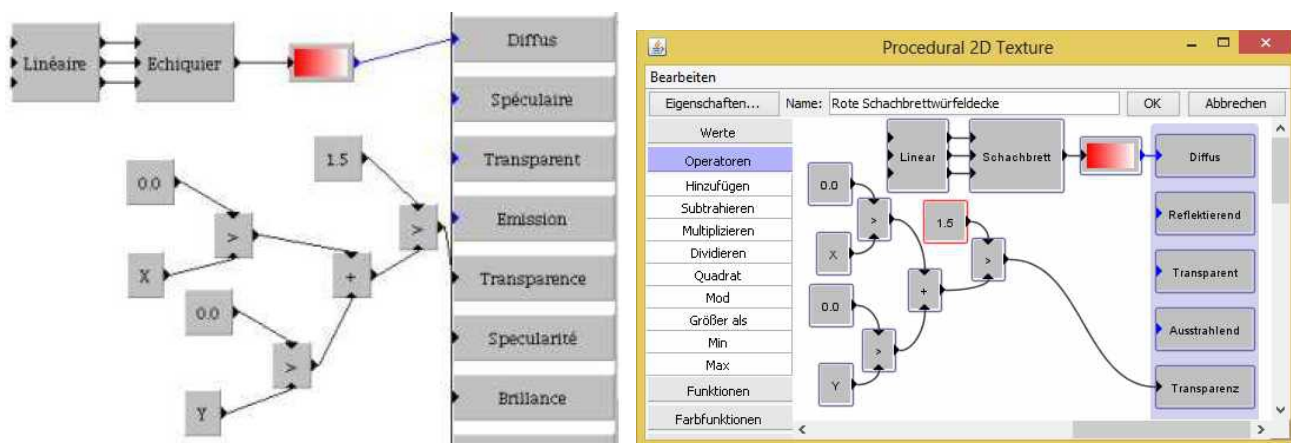 Linéaire
Echiquier
Diffus
Spéculaire
Transparent
Emission
Transparence
Specularité
Brillance
0.0
>
X
1.5
>
+
0.0
>
Y
Procedural 2D Texture
Bearbeiten
Eigenschaften... Name: Rote Schachbrettwürfeldecke OK Abbrechen
Werte
Operatoren
Hinzufügen
Subtrahieren
Multiplizieren
Dividieren
Quadrat
Mod
Größer als
Min
Max
Funktionen
Farbfunktionen
Linear
Schachbrett
0.0
>
X
1.5
>
+
0.0
>
Y
Diffus
Reflektierend
Transparent
Ausstrahlend
Transparenz